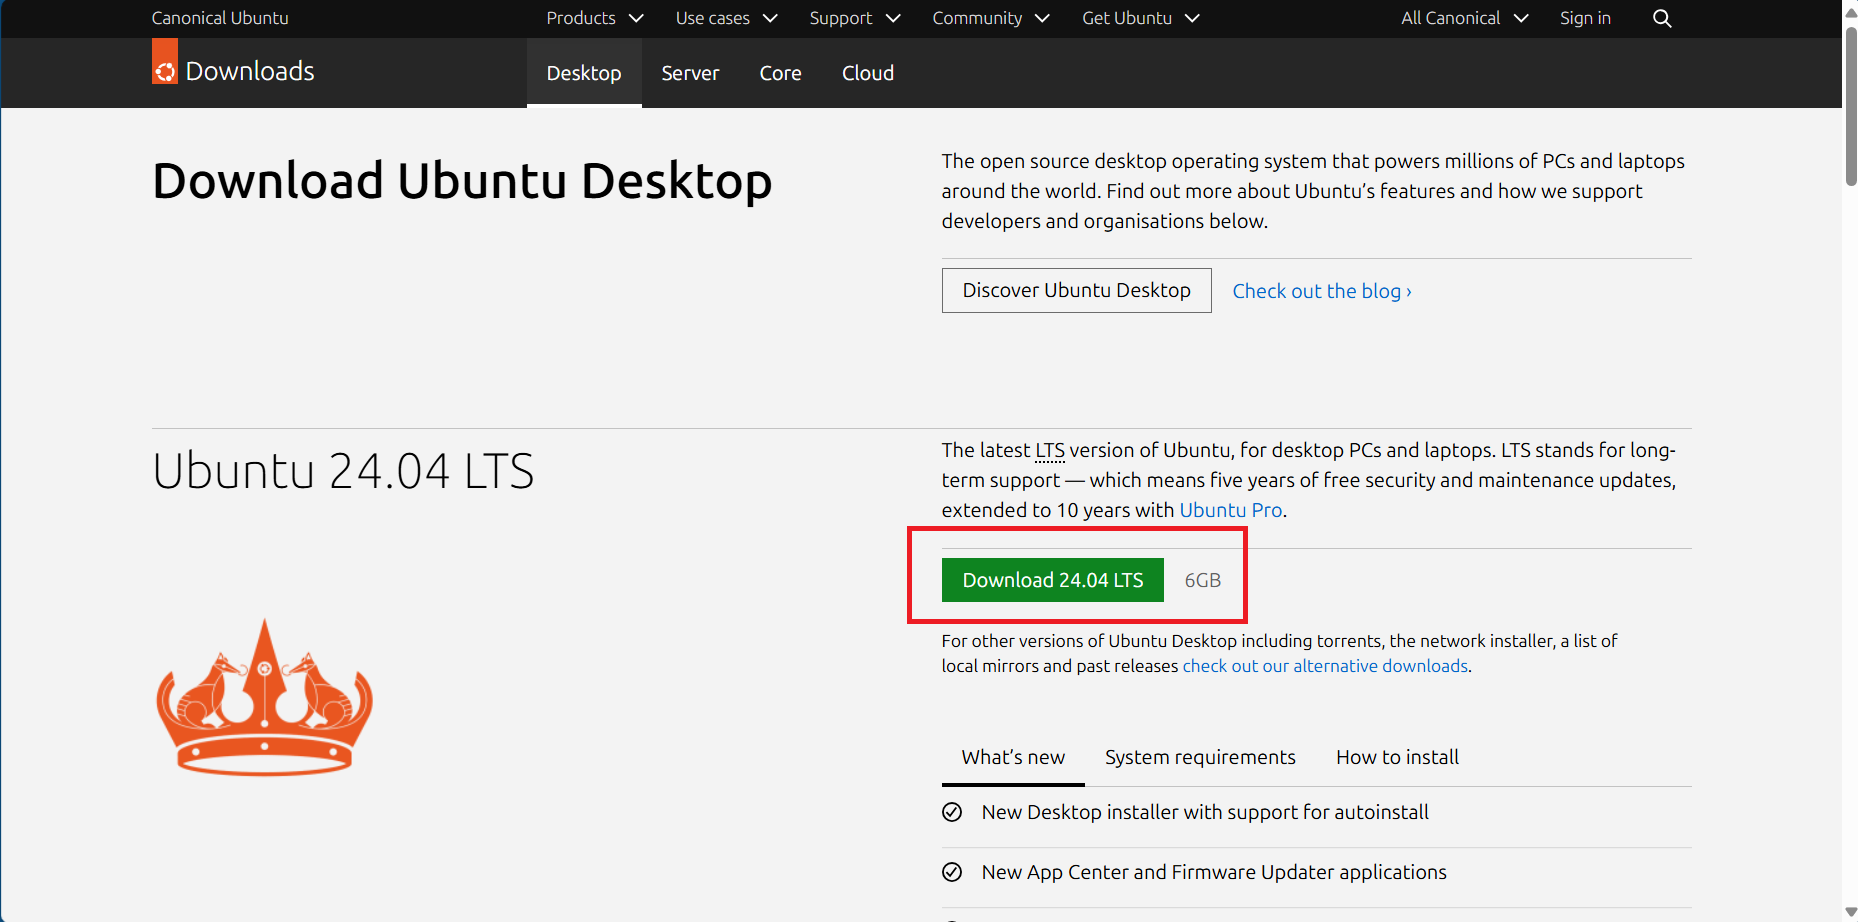 Canonical Ubuntu
Products
Use cases
Support
Community
Get Ubuntu
All Canonical
Sign in
Downloads
Desktop
Server
Core
Cloud
Download Ubuntu Desktop
The open source desktop operating system that powers millions of PCs and laptops
around the world. Find out more about Ubuntu’s features and how we support
developers and organisations below.
Discover Ubuntu Desktop
Check out the blog ›
Ubuntu 24.04 LTS
The latest LTS version of Ubuntu, for desktop PCs and laptops. LTS stands for long-
term support — which means five years of free security and maintenance updates,
extended to 10 years with Ubuntu Pro.
Download 24.04 LTS
6GB
For other versions of Ubuntu Desktop including torrents, the network installer, a list of
local mirrors and past releases check out our alternative downloads.
What’s new
System requirements
How to install
New Desktop installer with support for autoinstall
New App Center and Firmware Updater applications